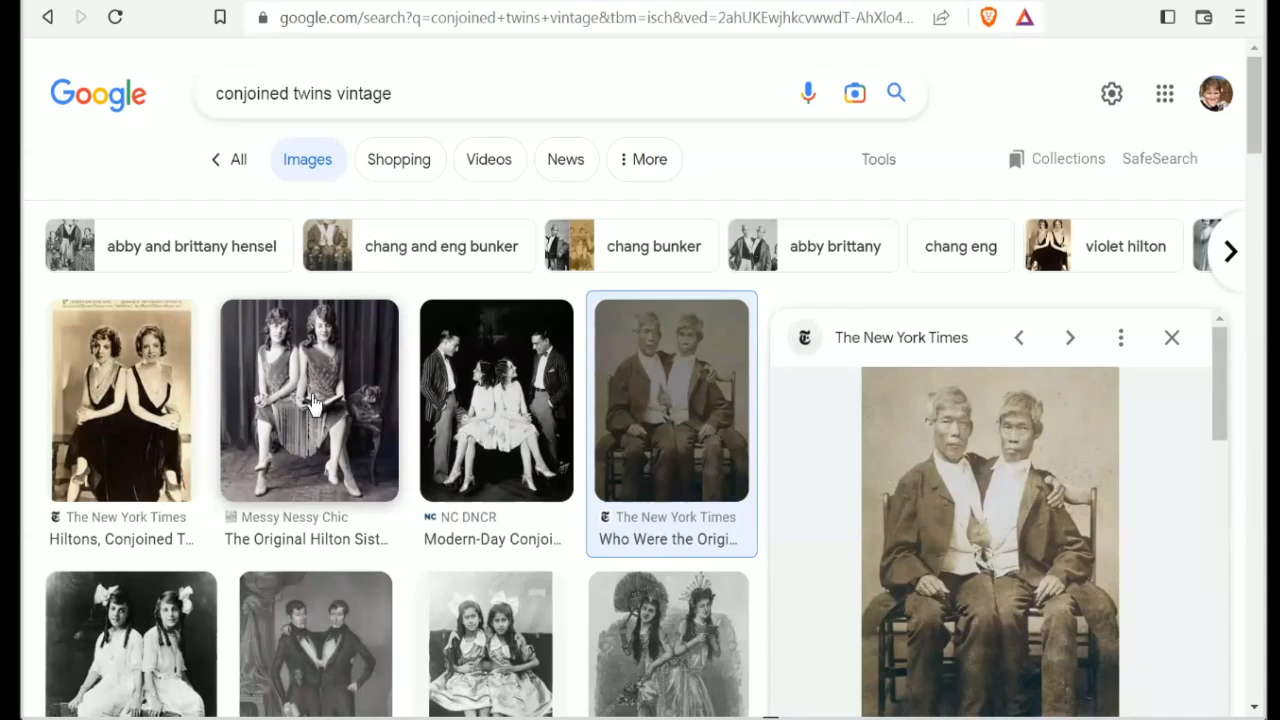 google.com/search?q=conjoined+twins+vintage&tbm=isch&ved=2ahUKEwjhkcvwwdT-AhXlo4...
Google
conjoined twins vintage
All
Images
Shopping
Videos
News
More
Tools
Collections
SafeSearch
abby and brittany hensel
chang and eng bunker
chang bunker
abby brittany
chang eng
violet hilton
The New York Times
The New York Times
Hiltons, Conjoined T...
Messy Nessy Chic
The Original Hilton Sist...
NC
NC DNCR
Modern-Day Conjoi...
The New York Times
Who Were the Origi...